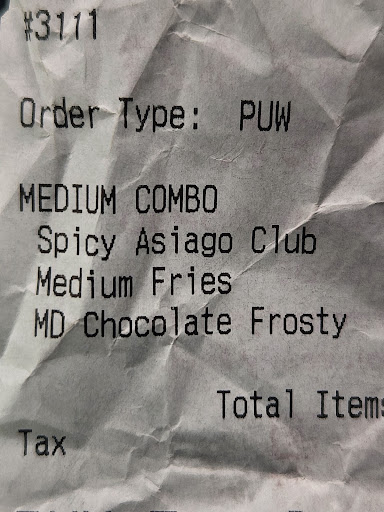 #3111
Order Type: PUW
MEDIUM COMBO
Spicy Asiago Club
Medium Fries
MD Chocolate Frosty
Total Items
Tax